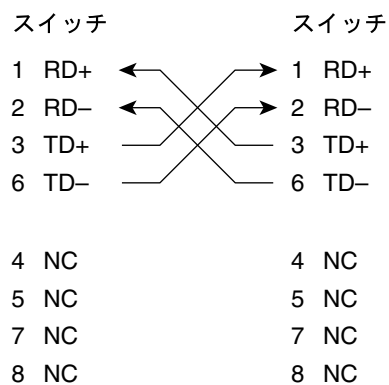 スイッチ スイッチ
1 RD+ 1 RD+
2 RD– 2 RD–
3 TD+ 3 TD+
6 TD– 6 TD–
4 NC 4 NC
5 NC 5 NC
7 NC 7 NC
8 NC 8 NC